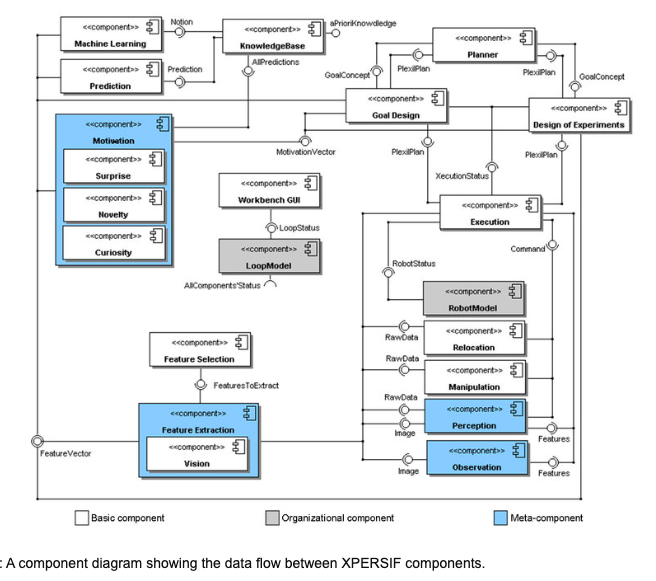 <<component>>
Machine Learning
Notion
<<component>>
KnowledgeBase
aPrioriKnowdledge
<<component>>
Planner
<<component>>
Prediction
Prediction
AllPredictions
GoalConcept
PlexilPlan
PlexilPlan
GoalConcept
<<component>>
Goal Design
<<component>>
Design of Experiments
<<component>>
Motivation
<<component>>
Surprise
<<component>>
Novelty
<<component>>
Curiosity
MotivationVector
PlexilPlan
PlexilPlan
XecutionStatus
<<component>>
Workbench GUI
LoopStatus
<<component>>
LoopModel
AllComponents'Status
<<component>>
Execution
Command
RobotStatus
<<component>>
RobotModel
<<component>>
Relocation
RawData
<<component>>
Manipulation
RawData
<<component>>
Perception
RawData
Image
Features
<<component>>
Observation
Image
Features
<<component>>
Feature Selection
FeaturesToExtract
<<component>>
Feature Extraction
<<component>>
Vision
FeatureVector
Basic component
Organizational component
Meta-component
: A component diagram showing the data flow between XPERSIF components.